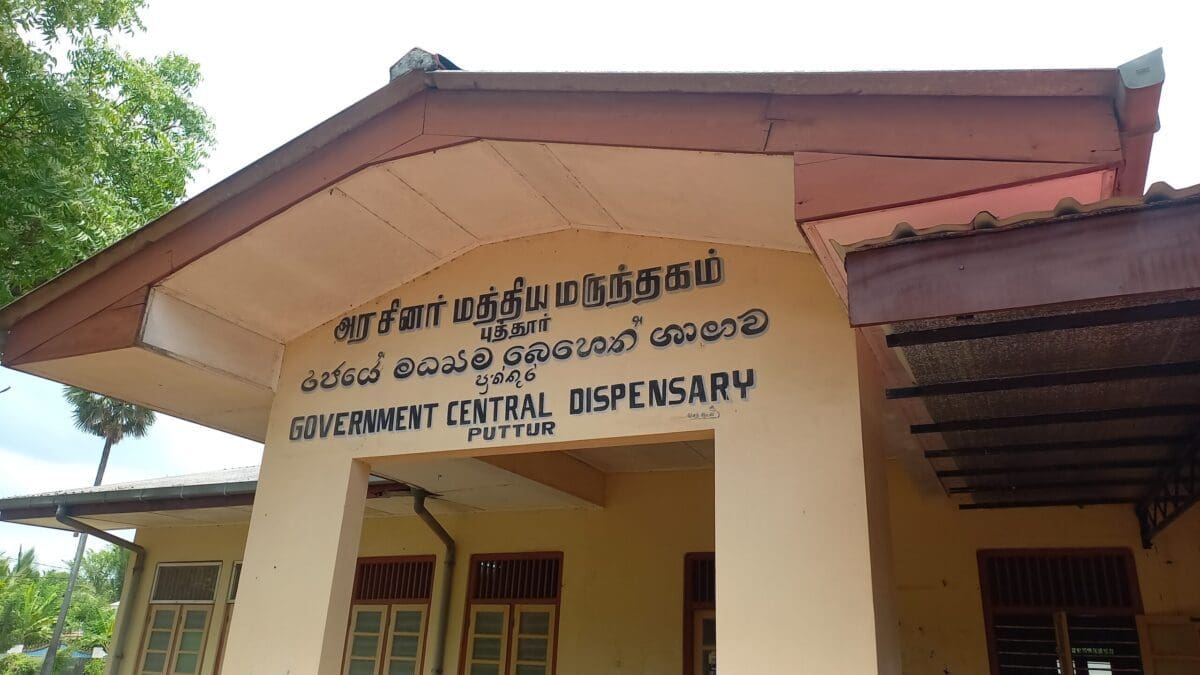 அரசினர் மத்திய மருந்தகம்
புத்தூர்
රජයේ මධ්‍යම බෙහෙත් ශාලාව
පුත්තූර්
GOVERNMENT CENTRAL DISPENSARY
PUTTUR